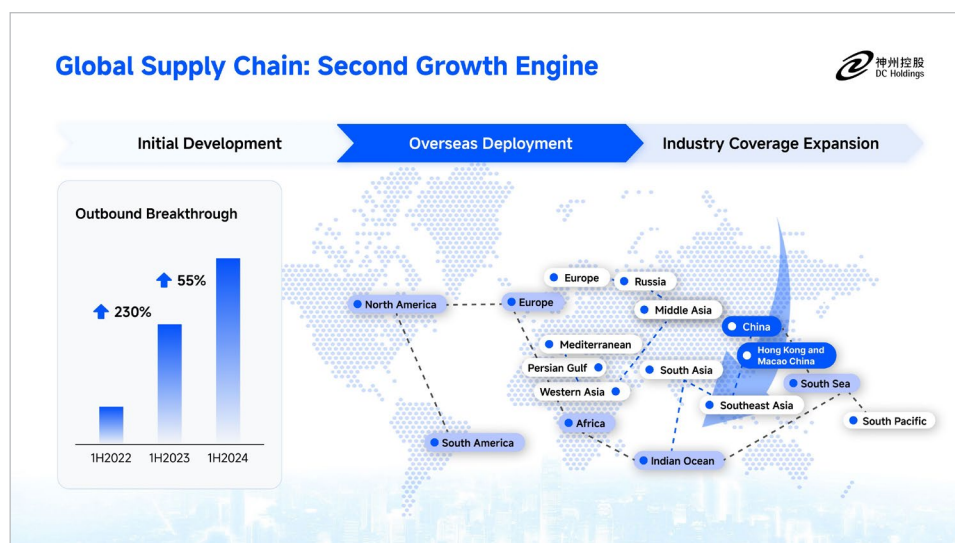 Global Supply Chain: Second Growth Engine
神州控股
DC Holdings
Initial Development
Overseas Deployment
Industry Coverage Expansion
Outbound Breakthrough
55%
230%
1H2022
1H2023
1H2024
Europe
Russia
North America
Europe
Middle Asia
China
Mediterranean
Hong Kong and
Macao China
Persian Gulf
South Asia
South Sea
Western Asia
Southeast Asia
Africa
South Pacific
South America
Indian Ocean